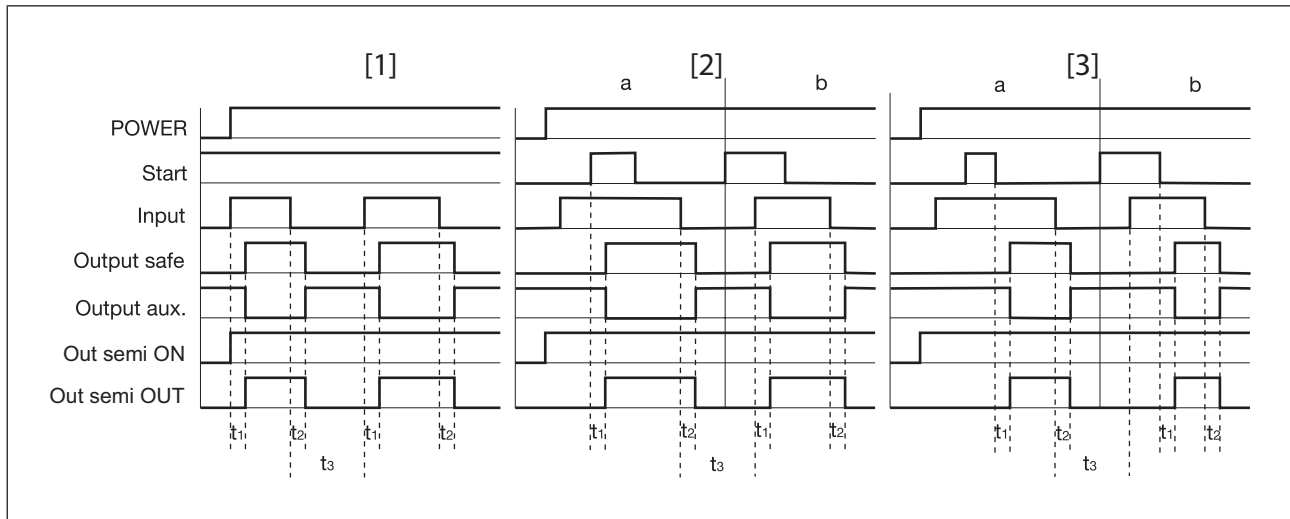 [1] [2] [3]
a b a b
POWER
Start
Input
Output safe
Output aux.
Out semi ON
Out semi OUT
t1 t2 t1 t2 t1 t2 t1 t2 t1 t2 t1 t2
t3 t3 t3